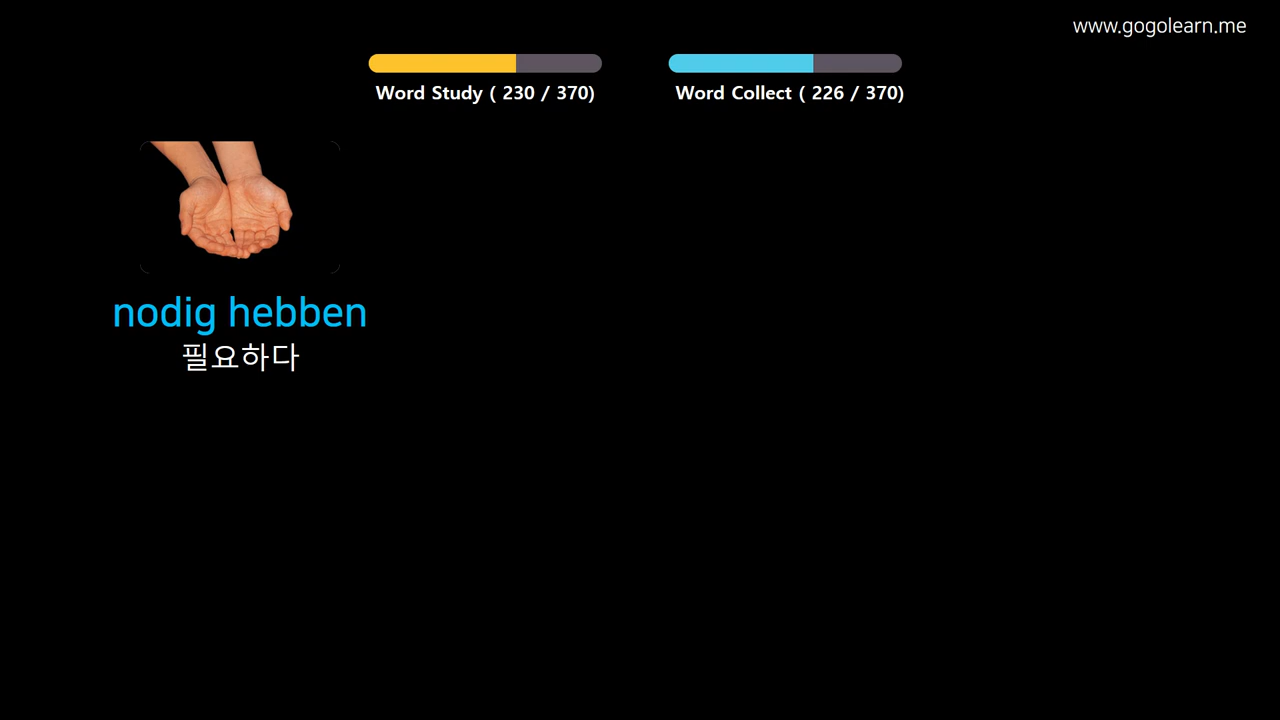 www.gogolearn.me
Word Study ( 230 / 370)
Word Collect ( 226 / 370)
nodig hebben
필요하다